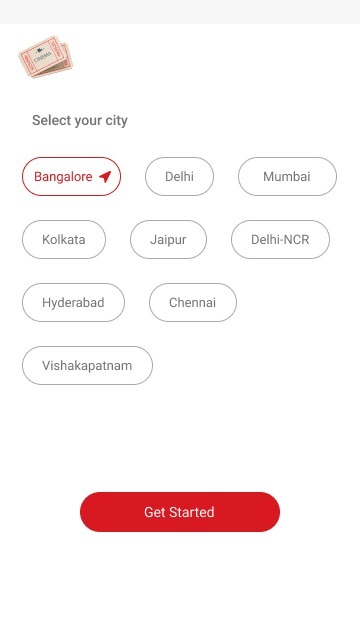 CINEMA
Select your city
Bangalore
Delhi
Mumbai
Kolkata
Jaipur
Delhi-NCR
Hyderabad
Chennai
Vishakapatnam
Get Started